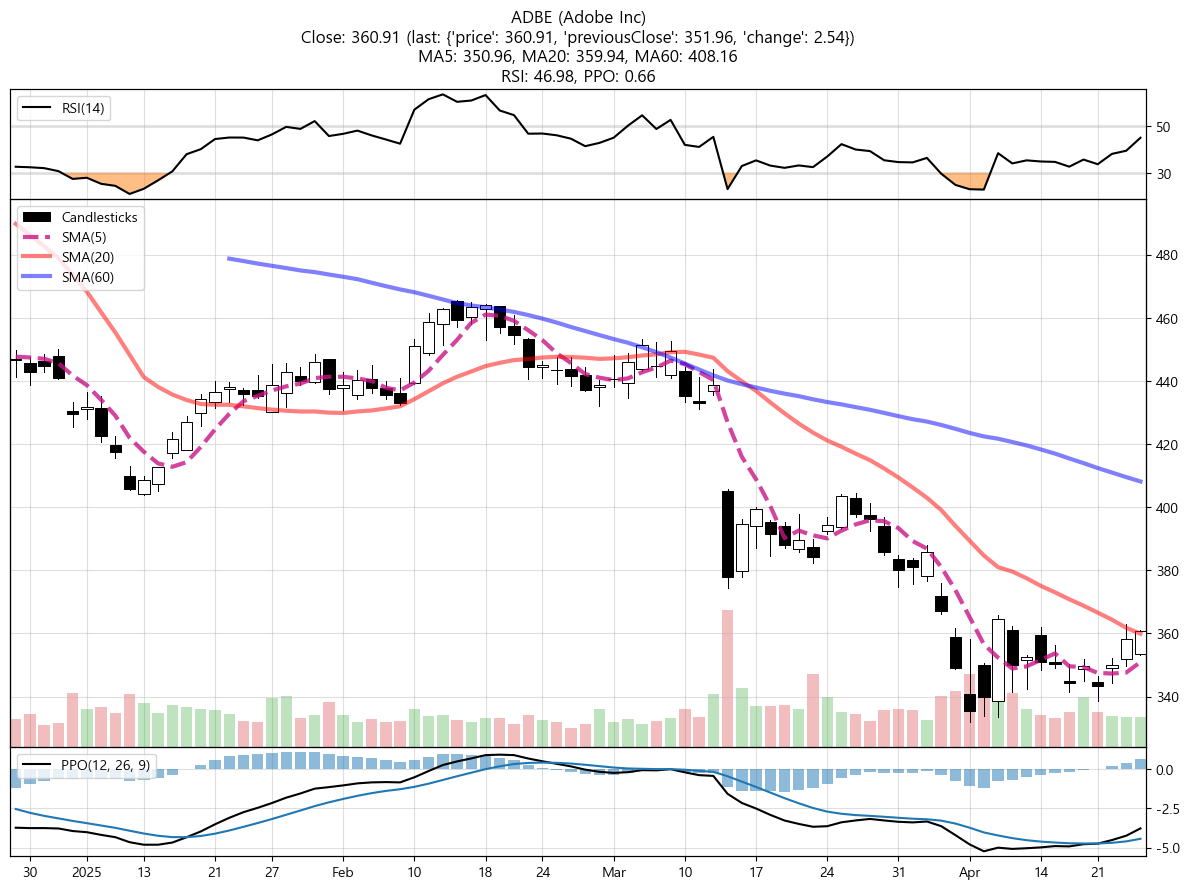 ADBE (Adobe Inc)
Close: 360.91 (last: {'price': 360.91, 'previousClose': 351.96, 'change': 2.54})
MA5: 350.96, MA20: 359.94, MA60: 408.16
RSI: 46.98, PPO: 0.66
RSI(14)
50
30
Candlesticks
SMA(5)
SMA(20)
SMA(60)
480
460
440
420
400
380
360
340
PPO(12, 26, 9)
0.0
-2.5
-5.0
30 2025 13 21 27 Feb 10 18 24 Mar 10 17 24 31 Apr 14 21